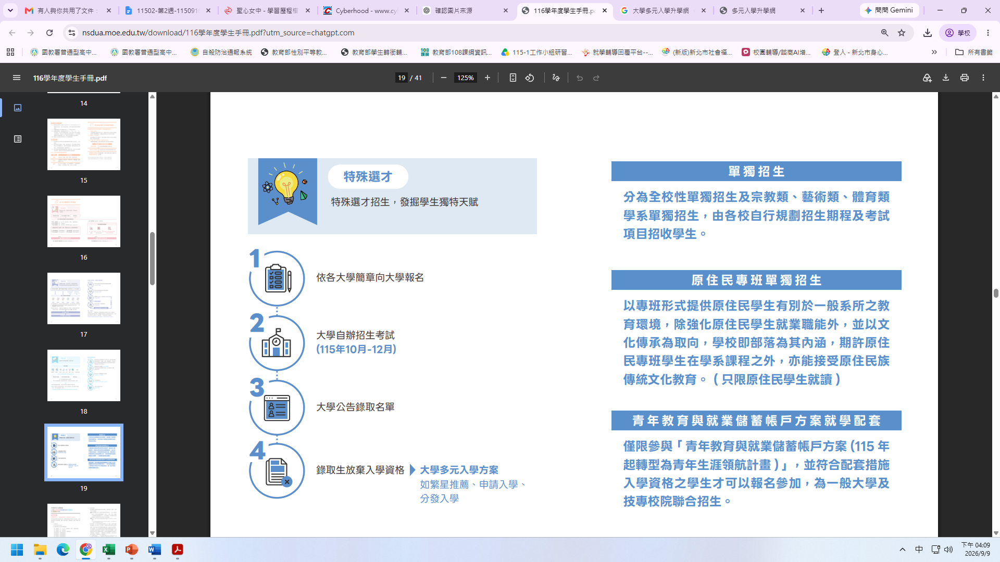 有人與你共用了文件：
11502-第2週-115091
聖心女中 - 學習歷程檔
Cyberhood - www.cy
確認圖片來源
116學年度學生手冊.pd
大學多元入學升學網
多元入學升學網
問問 Gemini
nsdua.moe.edu.tw/download/116學年度學生手冊.pdf?utm_source=chatgpt.com
學校
國教署普通型高中...
國教署普通型高中...
自殺防治通報系統
教育部性別平等教...
教育部學生轉銜輔...
教育部108課綱資訊...
115-1工作小組研習...
就學輔導回覆平台--...
(新版)新北市社會福...
校園輔導/諮商AI增...
登入 - 新北市身心...
所有書籤
116學年度學生手冊.pdf
19 / 41
125%
14
15
16
17
18
19
特殊選才
特殊選才招生，發掘學生獨特天賦
1
依各大學簡章向大學報名
2
大學自辦招生考試
(115年10月-12月)
3
大學公告錄取名單
4
錄取生放棄入學資格
大學多元入學方案
如繁星推薦、申請入學、
分發入學
單獨招生
分為全校性單獨招生及宗教類、藝術類、體育類
學系單獨招生，由各校自行規劃招生期程及考試
項目招收學生。
原住民專班單獨招生
以專班形式提供原住民學生有別於一般系所之教
育環境，除強化原住民學生就業職能外，並以文
化傳承為取向，學校即部落為其內涵，期許原住
民專班學生在學系課程之外，亦能接受原住民族
傳統文化教育。（只限原住民學生就讀）
青年教育與就業儲蓄帳戶方案就學配套
僅限參與「青年教育與就業儲蓄帳戶方案 (115 年
起轉型為青年生涯領航計畫 )」，並符合配套措施
入學資格之學生才可以報名參加，為一般大學及
技專校院聯合招生。
中
下午 04:09
2026/9/9